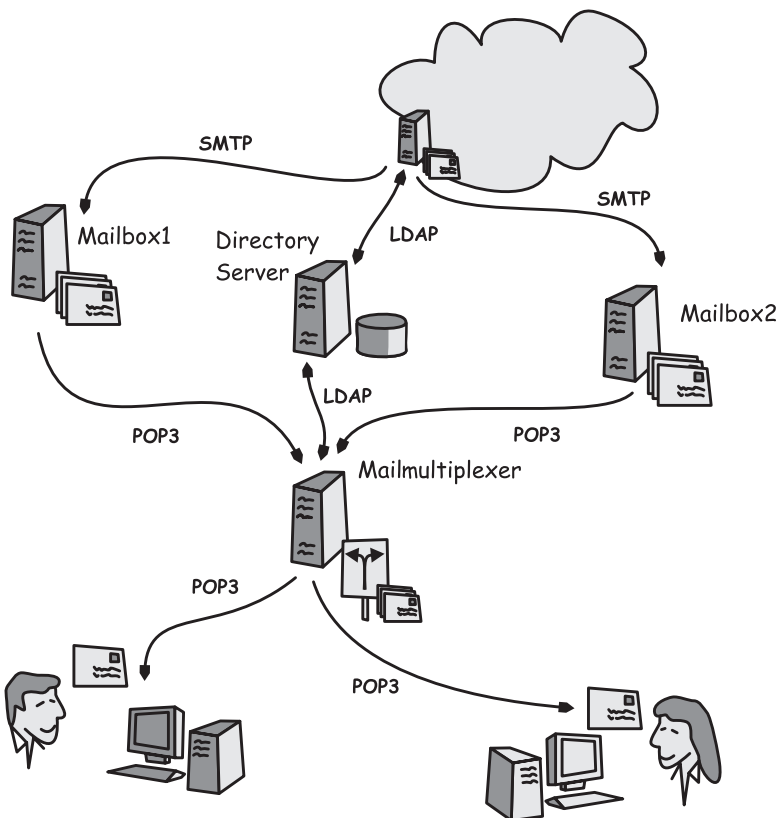 SMTP
SMTP
Mailbox1
Directory
Server
LDAP
Mailbox2
LDAP
POP3
POP3
Mailmultiplexer
POP3
POP3